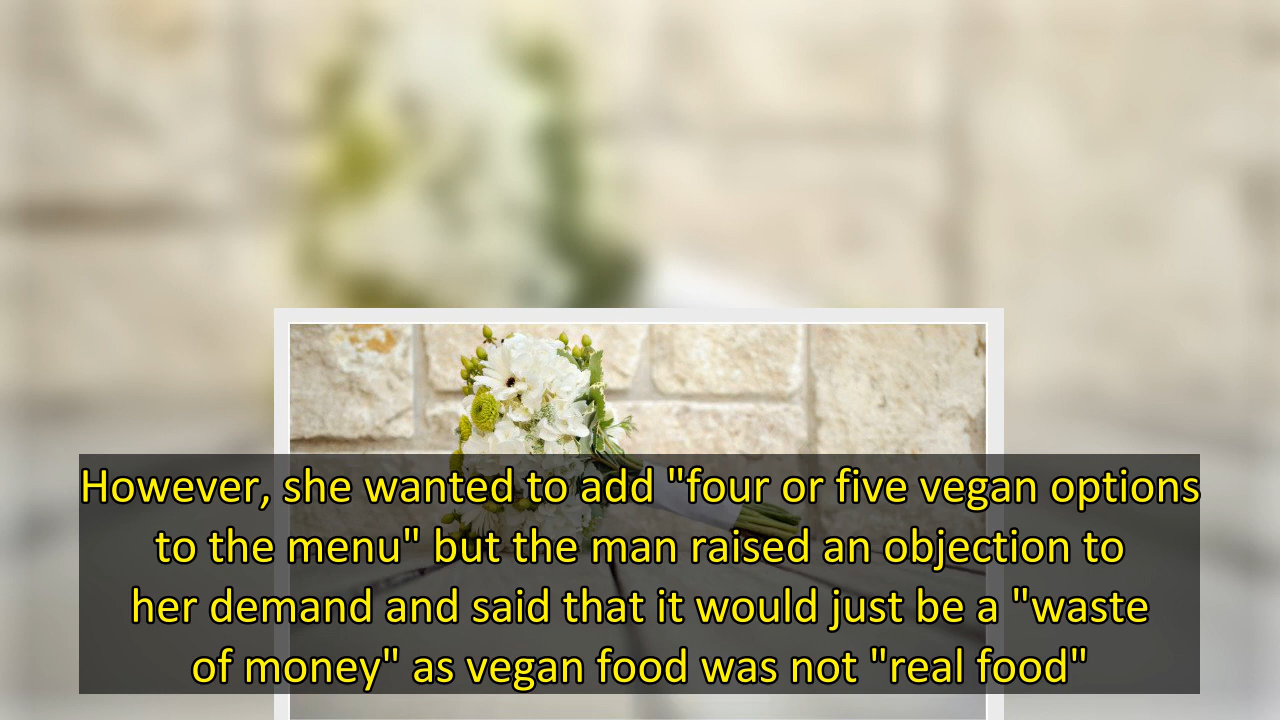 However, she wanted to add "four or five vegan options
to the menu" but the man raised an objection to
her demand and said that it would just be a "waste
of money" as vegan food was not "real food"